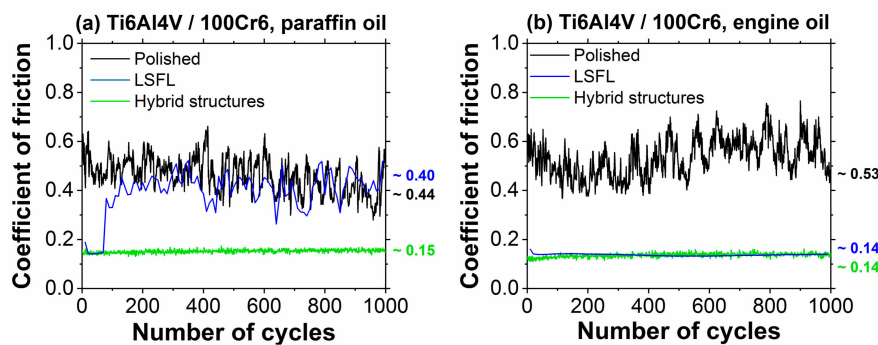 (a) Ti6Al4V / 100Cr6, paraffin oil
Coefficient of friction
1.0
0.8
0.6
0.4
0.2
0.0
Polished
LSFL
Hybrid structures
~ 0.40
~ 0.44
~ 0.15
0 200 400 600 800 1000
Number of cycles
(b) Ti6Al4V / 100Cr6, engine oil
Coefficient of friction
1.0
0.8
0.6
0.4
0.2
0.0
Polished
LSFL
Hybrid structures
~ 0.53
~ 0.14
~ 0.14
0 200 400 600 800 1000
Number of cycles